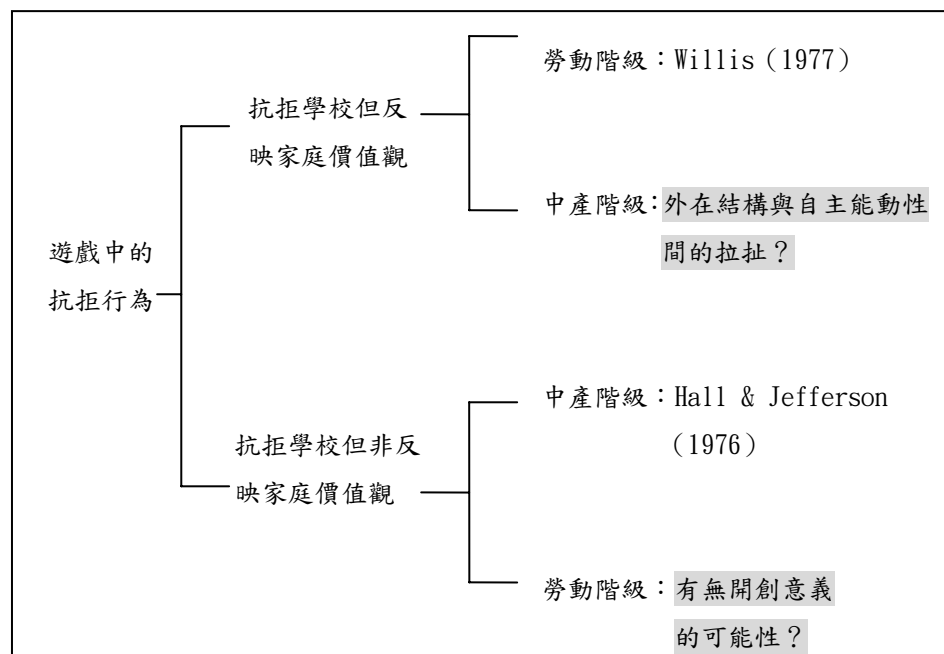 勞動階級：Willis（1977）
抗拒學校但反
映家庭價值觀
中產階級：外在結構與自主能動性
間的拉扯？
遊戲中的
抗拒行為
中產階級：Hall & Jefferson
（1976）
抗拒學校但非反
映家庭價值觀
勞動階級：有無開創意義
的可能性？